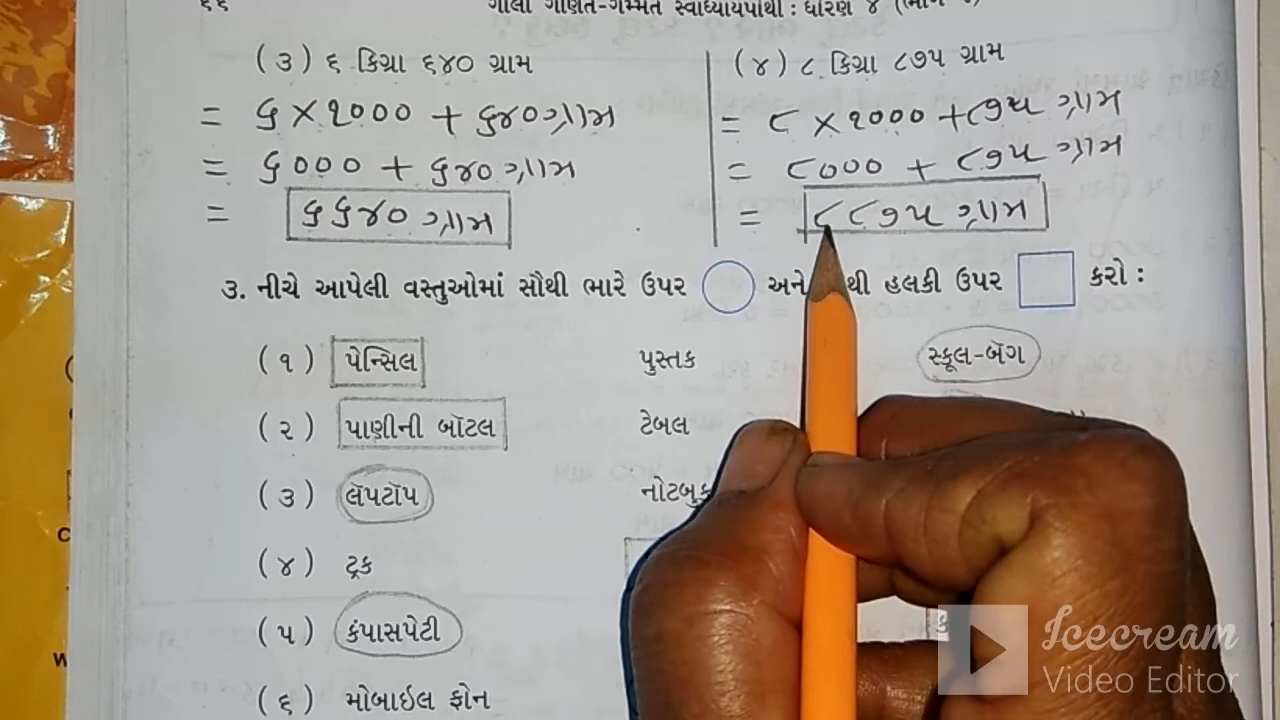 ૬૬ ગાલા ગણિત-ગમ્મત સ્વાધ્યાયપોથી : ધોરણ ૪
(૩) ૬ કિગ્રા ૬૪૦ ગ્રામ
= ૬ × ૧૦૦૦ + ૬૪૦ ગ્રામ
= ૬૦૦૦ + ૬૪૦ ગ્રામ
= ૬૬૪૦ ગ્રામ
(૪) ૮ કિગ્રા ૮૭૫ ગ્રામ
= ૮ × ૧૦૦૦ + ૮૭૫ ગ્રામ
= ૮૦૦૦ + ૮૭૫ ગ્રામ
= ૮૮૭૫ ગ્રામ
૩. નીચે આપેલી વસ્તુઓમાં સૌથી ભારે ઉપર અને હલકી ઉપર કરો :
(૧) પેન્સિલ પુસ્તક સ્કૂલ-બૅગ
(૨) પાણીની બૉટલ ટેબલ
(૩) લૅપટૉપ નોટબુક
(૪) ટ્રક
(૫) કંપાસપેટી
(૬) મોબાઇલ ફોન
Icecream
Video Editor